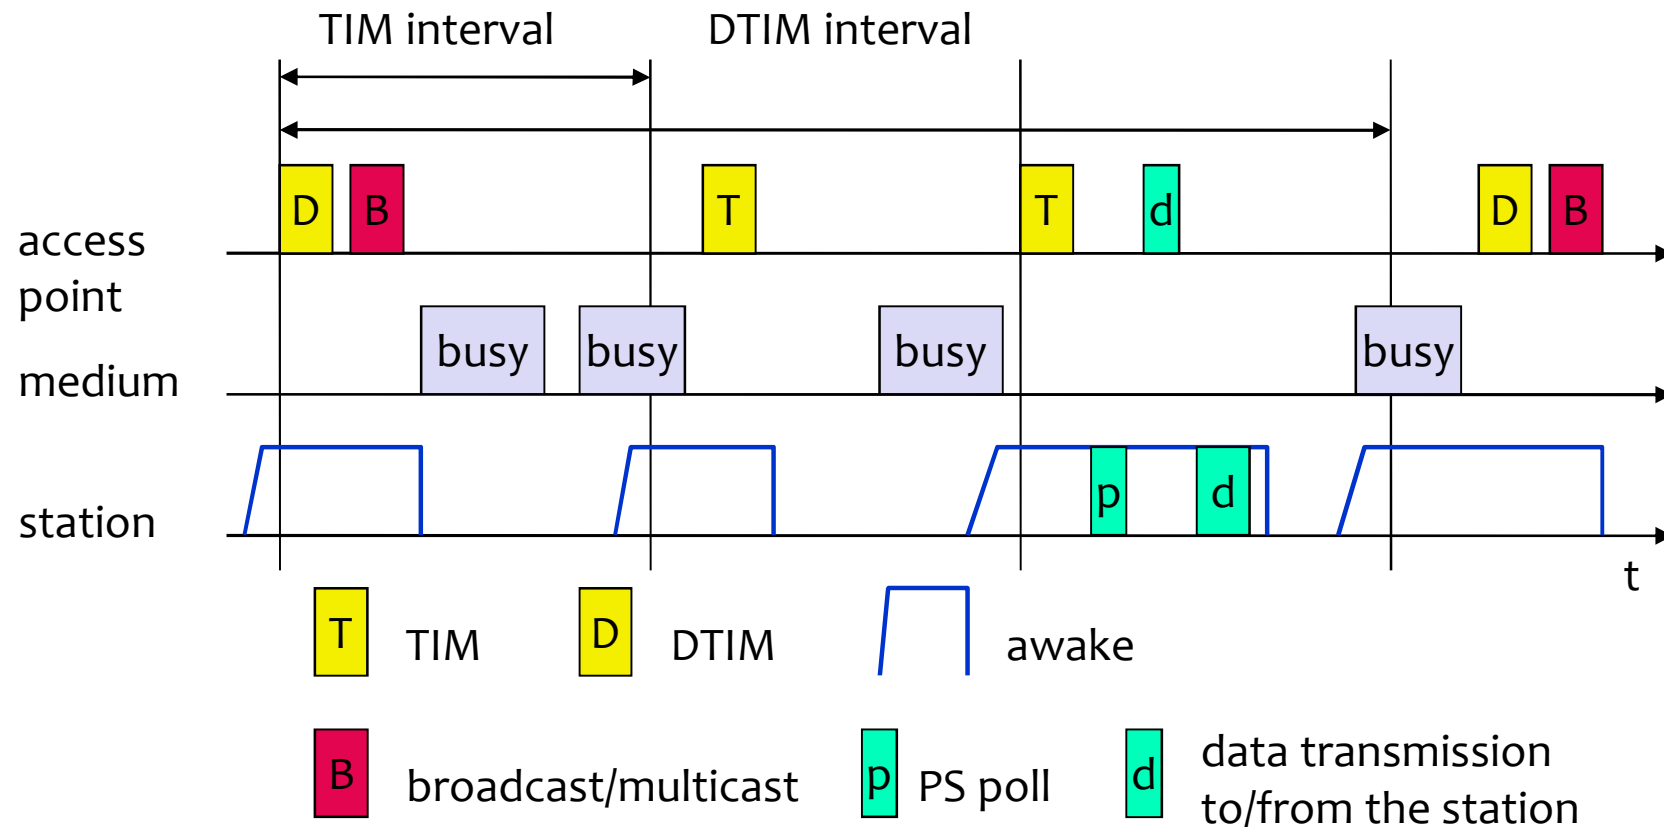 TIM interval DTIM interval
D B T T d D B
access
point
busy busy busy busy
medium
p d
station
t
T TIM D DTIM awake
B broadcast/multicast p PS poll d data transmission
to/from the station